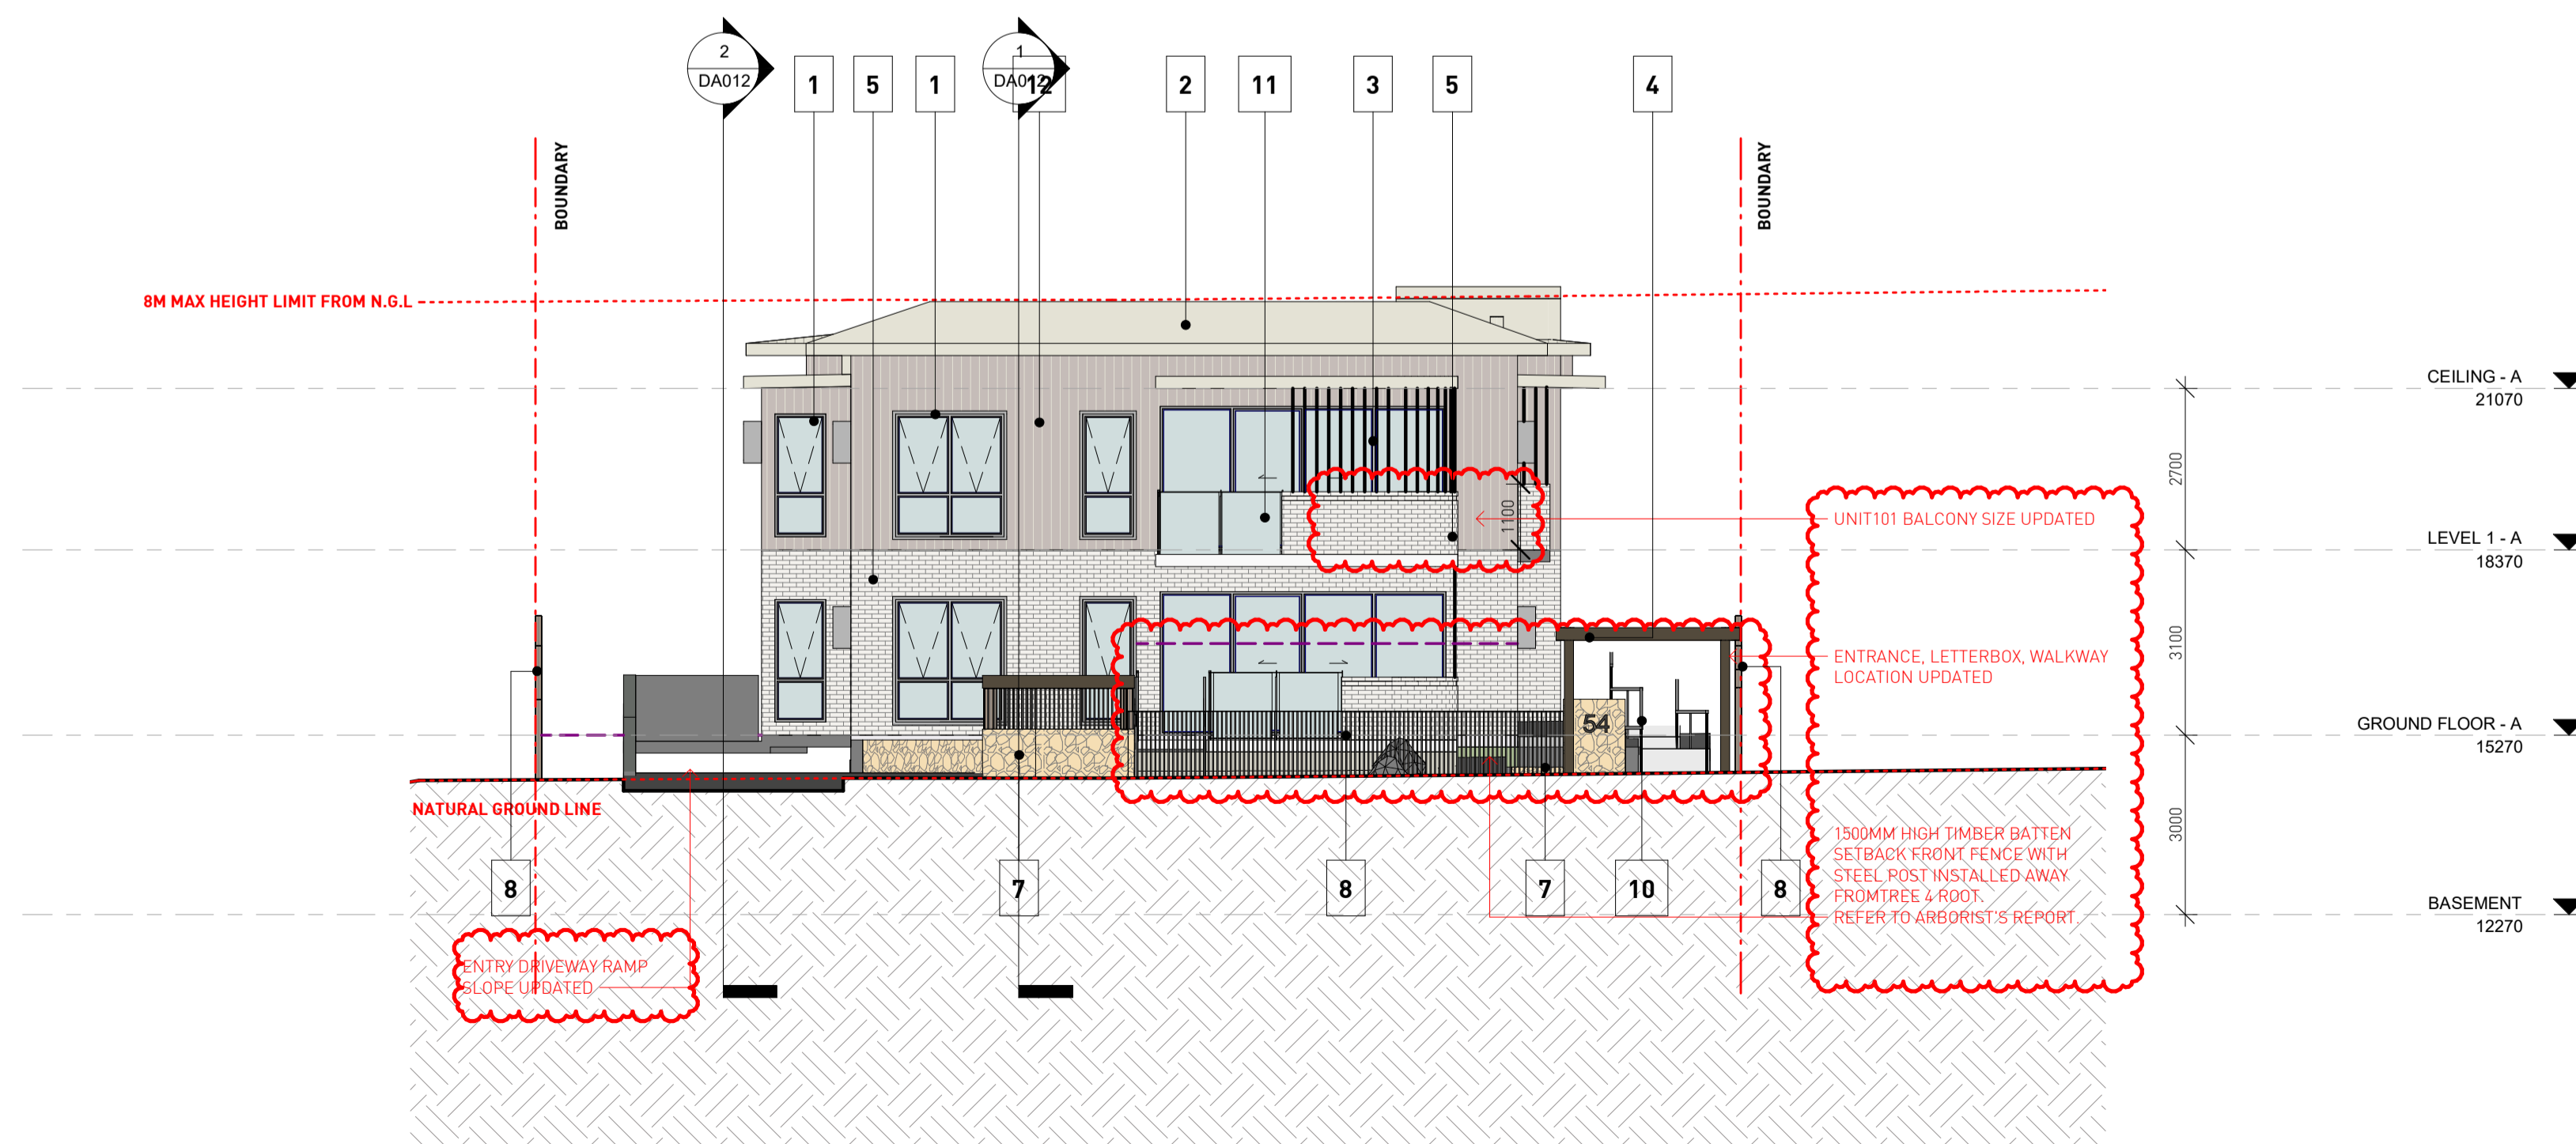 2
DA012
1
5
1
1
DA012
12
2
11
3
5
4
BOUNDARY
BOUNDARY
8M MAX HEIGHT LIMIT FROM N.G.L
CEILING - A
21070
2700
1100
UNIT101 BALCONY SIZE UPDATED
LEVEL 1 - A
18370
3100
ENTRANCE, LETTERBOX, WALKWAY
LOCATION UPDATED
54
GROUND FLOOR - A
15270
NATURAL GROUND LINE
3000
1500MM HIGH TIMBER BATTEN
SETBACK FRONT FENCE WITH
STEEL POST INSTALLED AWAY
FROMTREE 4 ROOT.
REFER TO ARBORIST'S REPORT.
8
7
8
7
10
8
BASEMENT
12270
ENTRY DRIVEWAY RAMP
SLOPE UPDATED